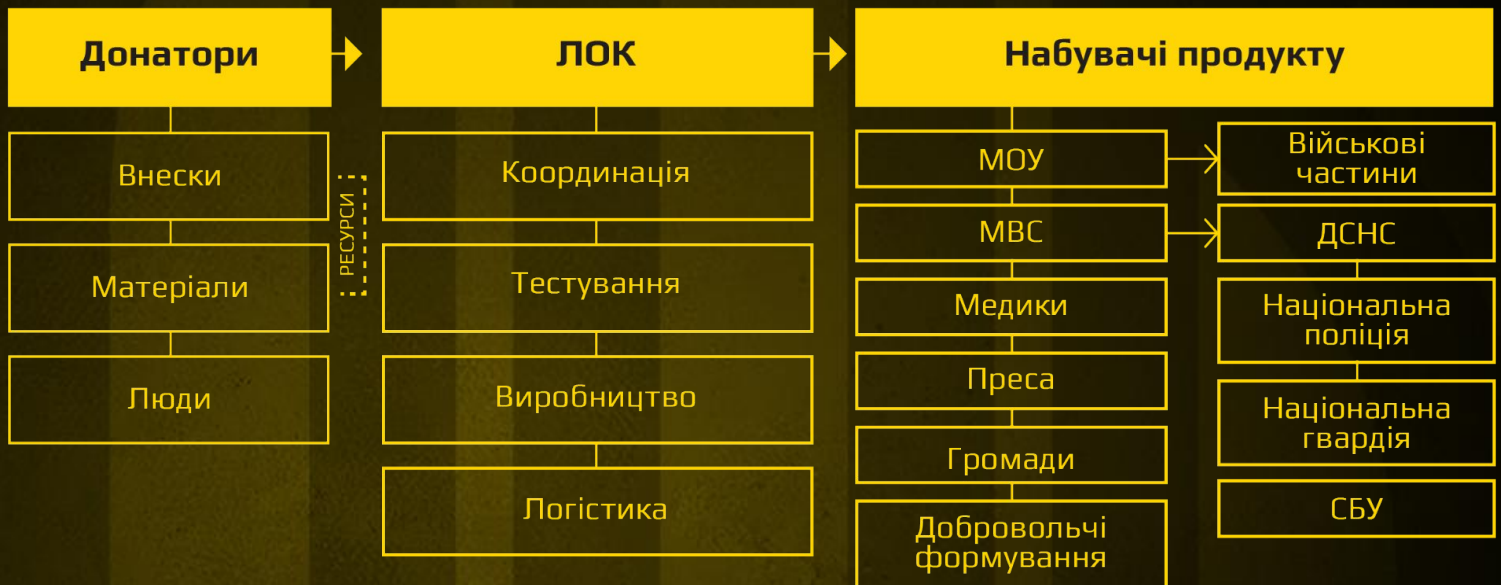 Донатори
ЛОК
Набувачі продукту
Внески
Матеріали
Люди
РЕСУРСИ
Координація
Тестування
Виробництво
Логістика
МОУ
МВС
Медики
Преса
Громади
Добровольчі
формування
Військові
частини
ДСНС
Національна
поліція
Національна
гвардія
СБУ